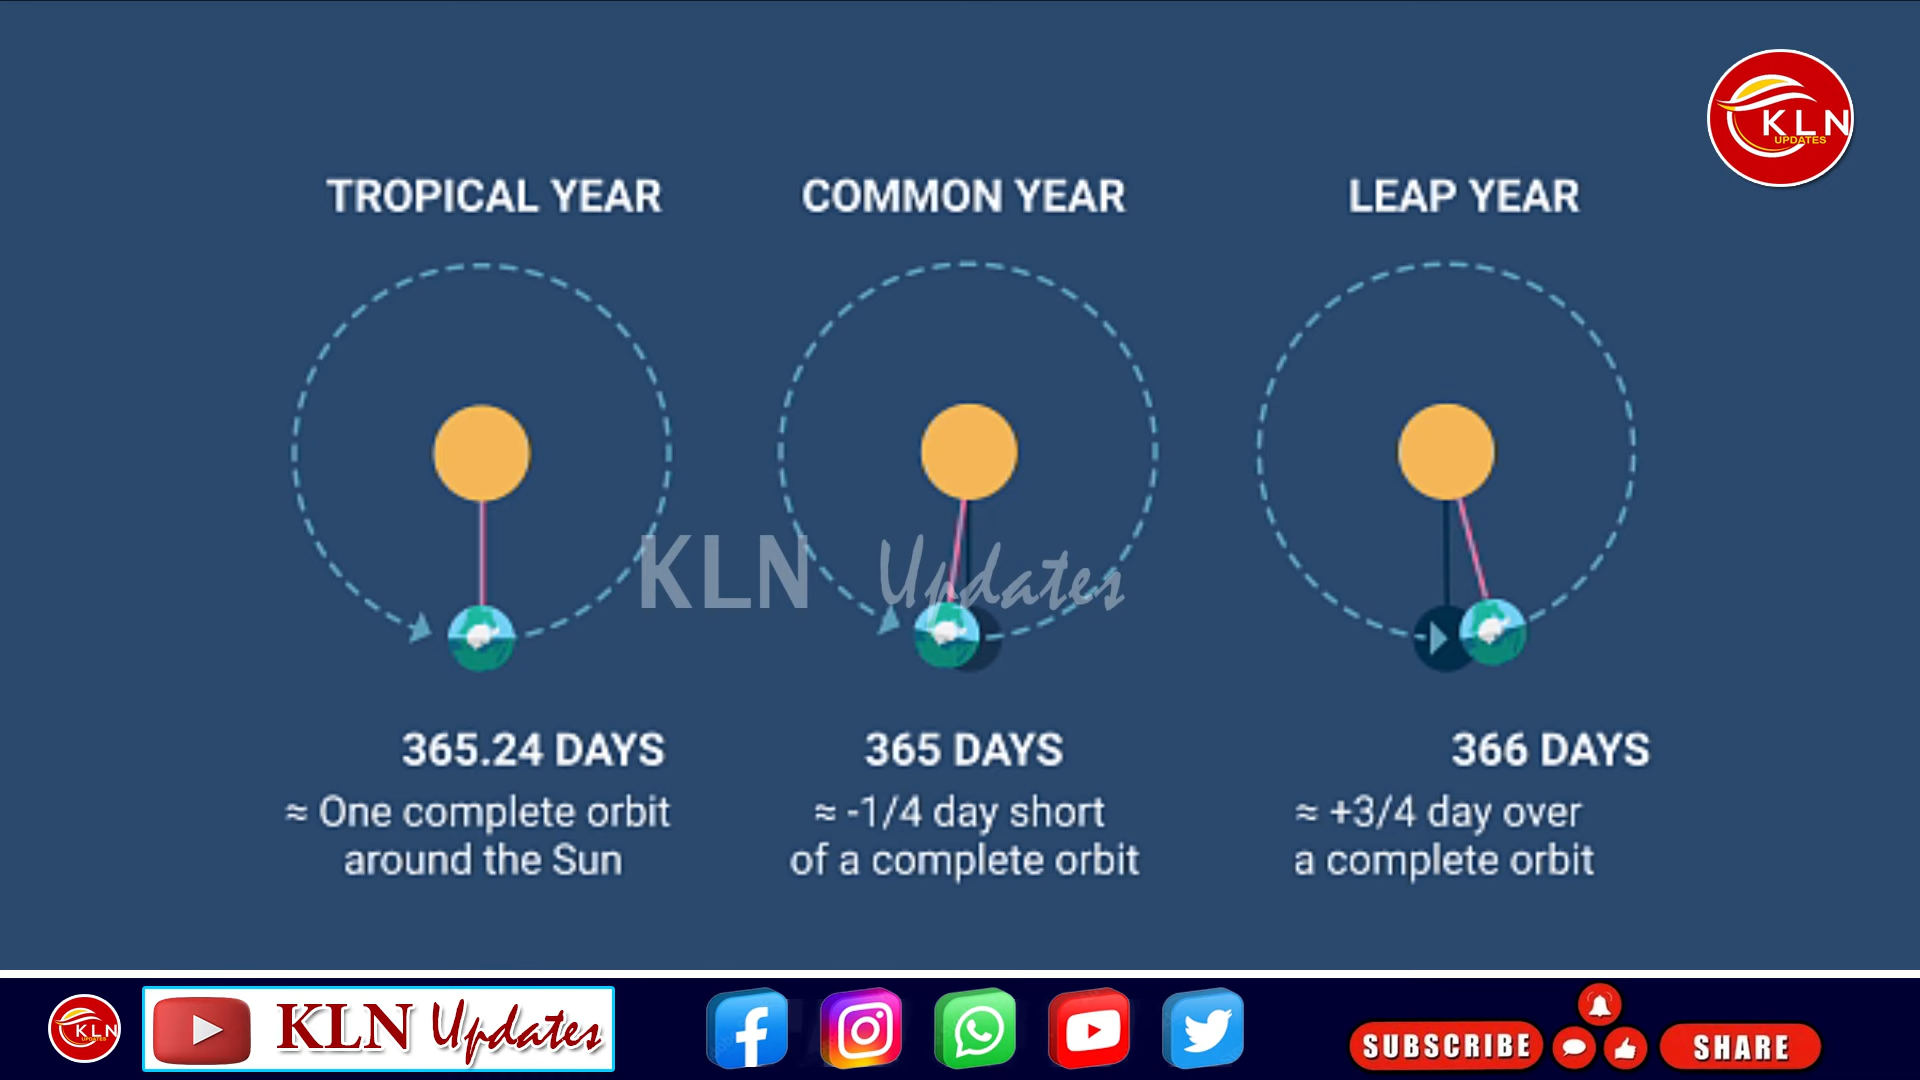 KLN
UPDATES
TROPICAL YEAR
COMMON YEAR
LEAP YEAR
KLN Updates
365.24 DAYS
≈ One complete orbit
around the Sun
365 DAYS
≈ -1/4 day short
of a complete orbit
366 DAYS
≈ +3/4 day over
a complete orbit
KLN
UPDATES
KLN Updates
SUBSCRIBE
SHARE